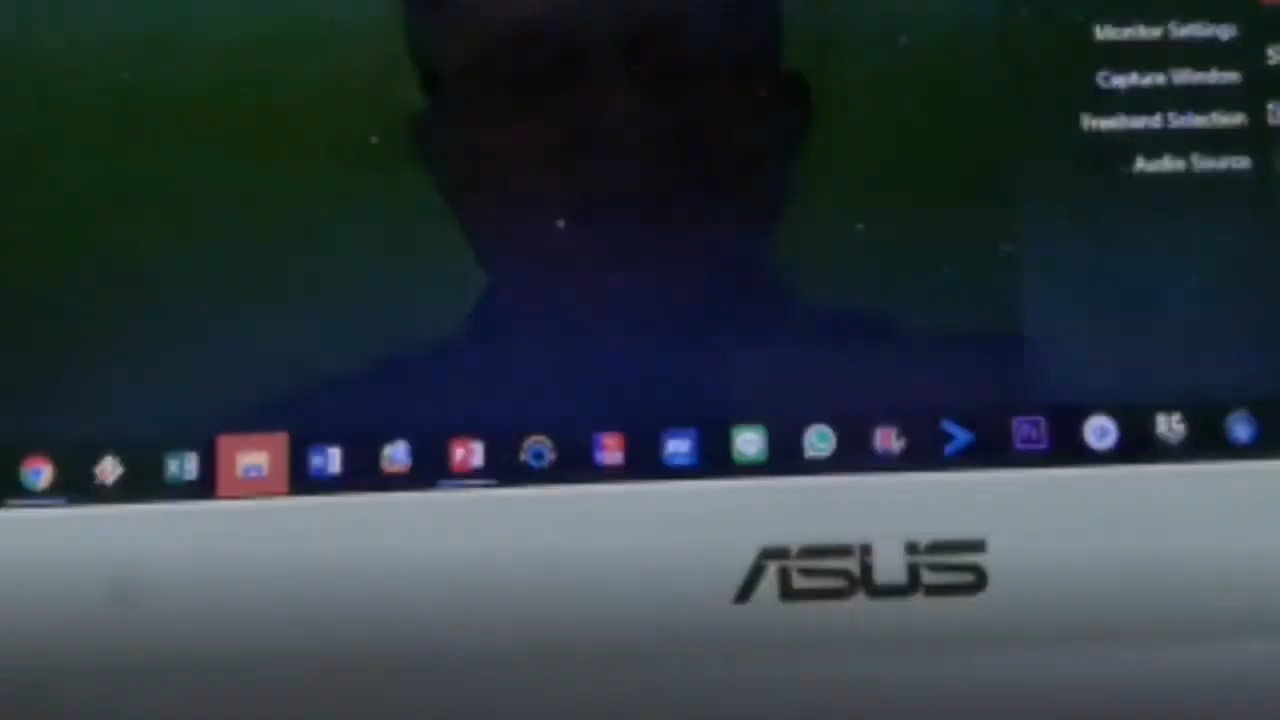 Monitor Settings
Capture Window
Freehand Selection
Audio Source
ASUS